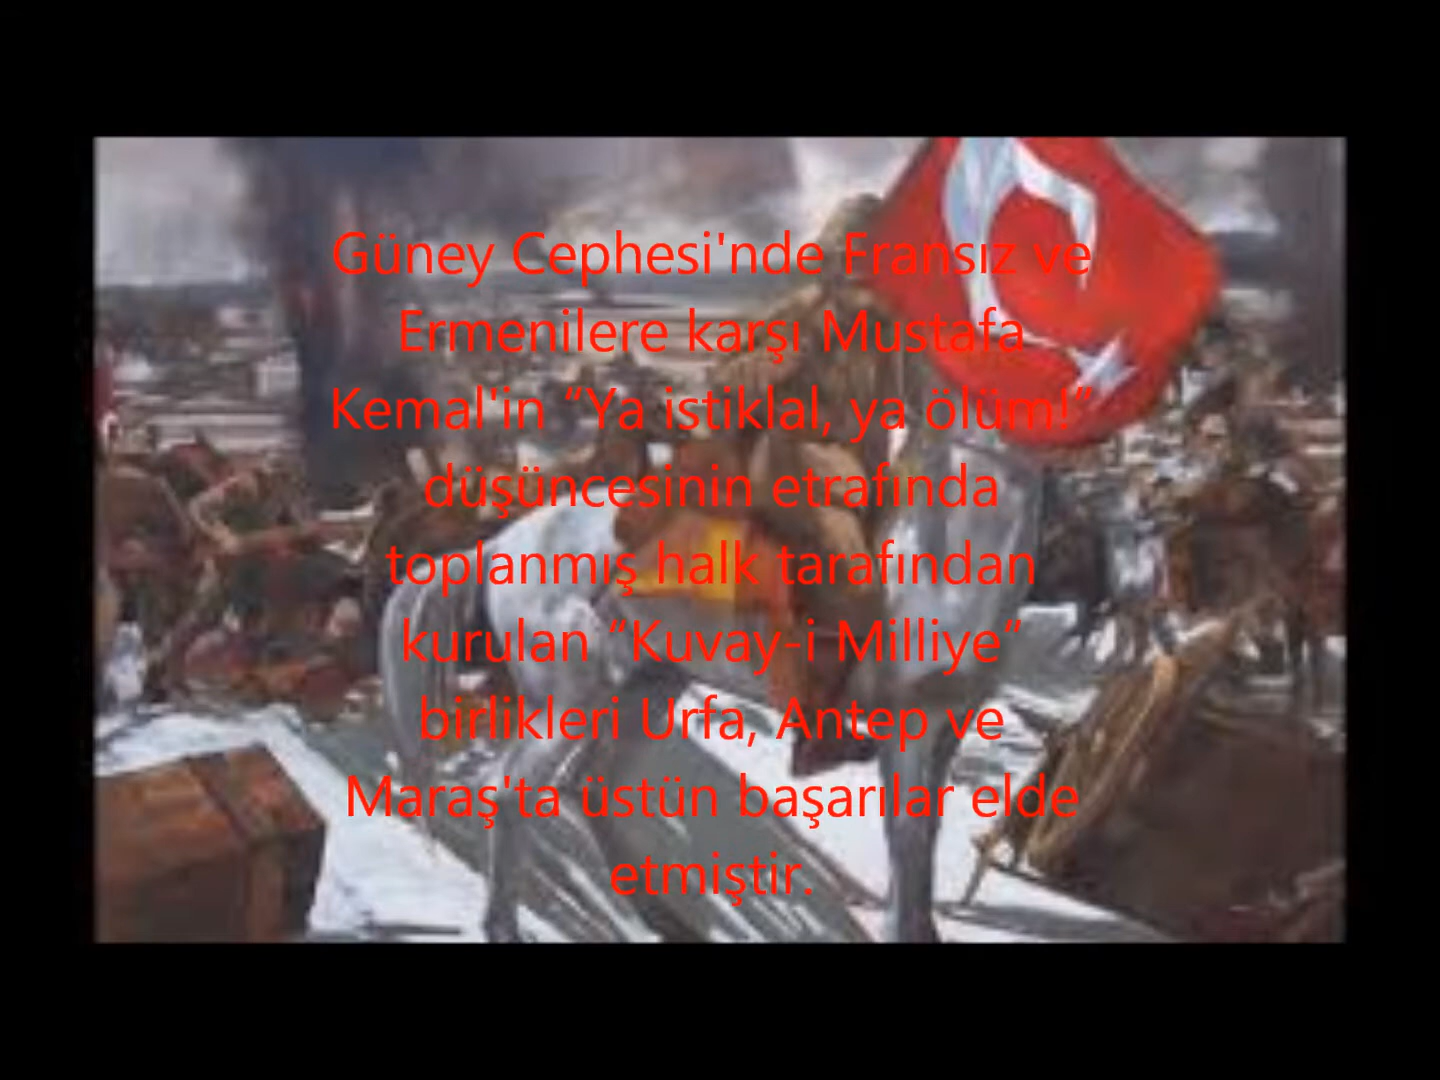 Güney Cephesi'nde Fransız ve
Ermenilere karşı Mustafa
Kemal'in “Ya istiklal, ya ölüm!”
düşüncesinin etrafında
toplanmış halk tarafından
kurulan “Kuvay-i Milliye”
birlikleri Urfa, Antep ve
Maraş'ta üstün başarılar elde
etmiştir.